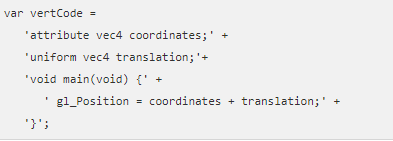 var vertCode =
   'attribute vec4 coordinates;' +
   'uniform vec4 translation;'+
   'void main(void) {' +
      ' gl_Position = coordinates + translation;' +
   '}';